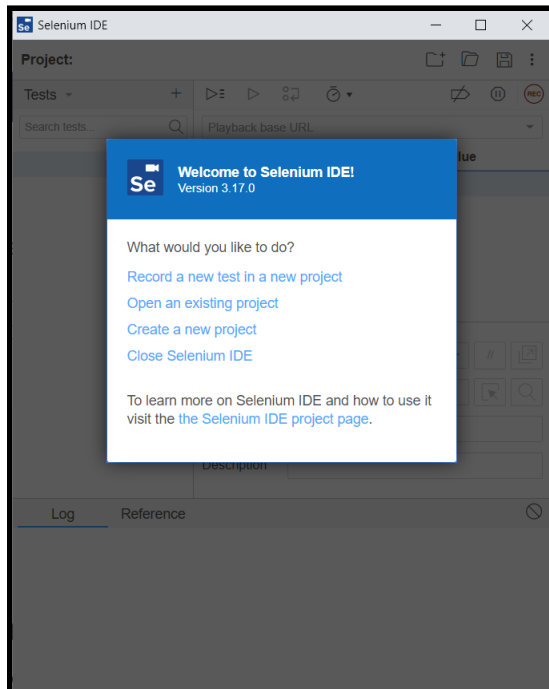 Se Selenium IDE
Project:
Tests
Search tests...
Playback base URL
REC
lue
Se
Welcome to Selenium IDE!
Version 3.17.0
What would you like to do?
Record a new test in a new project
Open an existing project
Create a new project
Close Selenium IDE
To learn more on Selenium IDE and how to use it
visit the the Selenium IDE project page.
Description
Log Reference